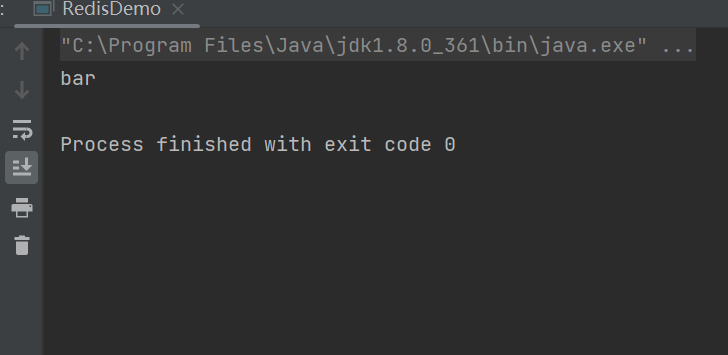 : RedisDemo ×
"C:\Program Files\Java\jdk1.8.0_361\bin\java.exe" ...
bar
Process finished with exit code 0